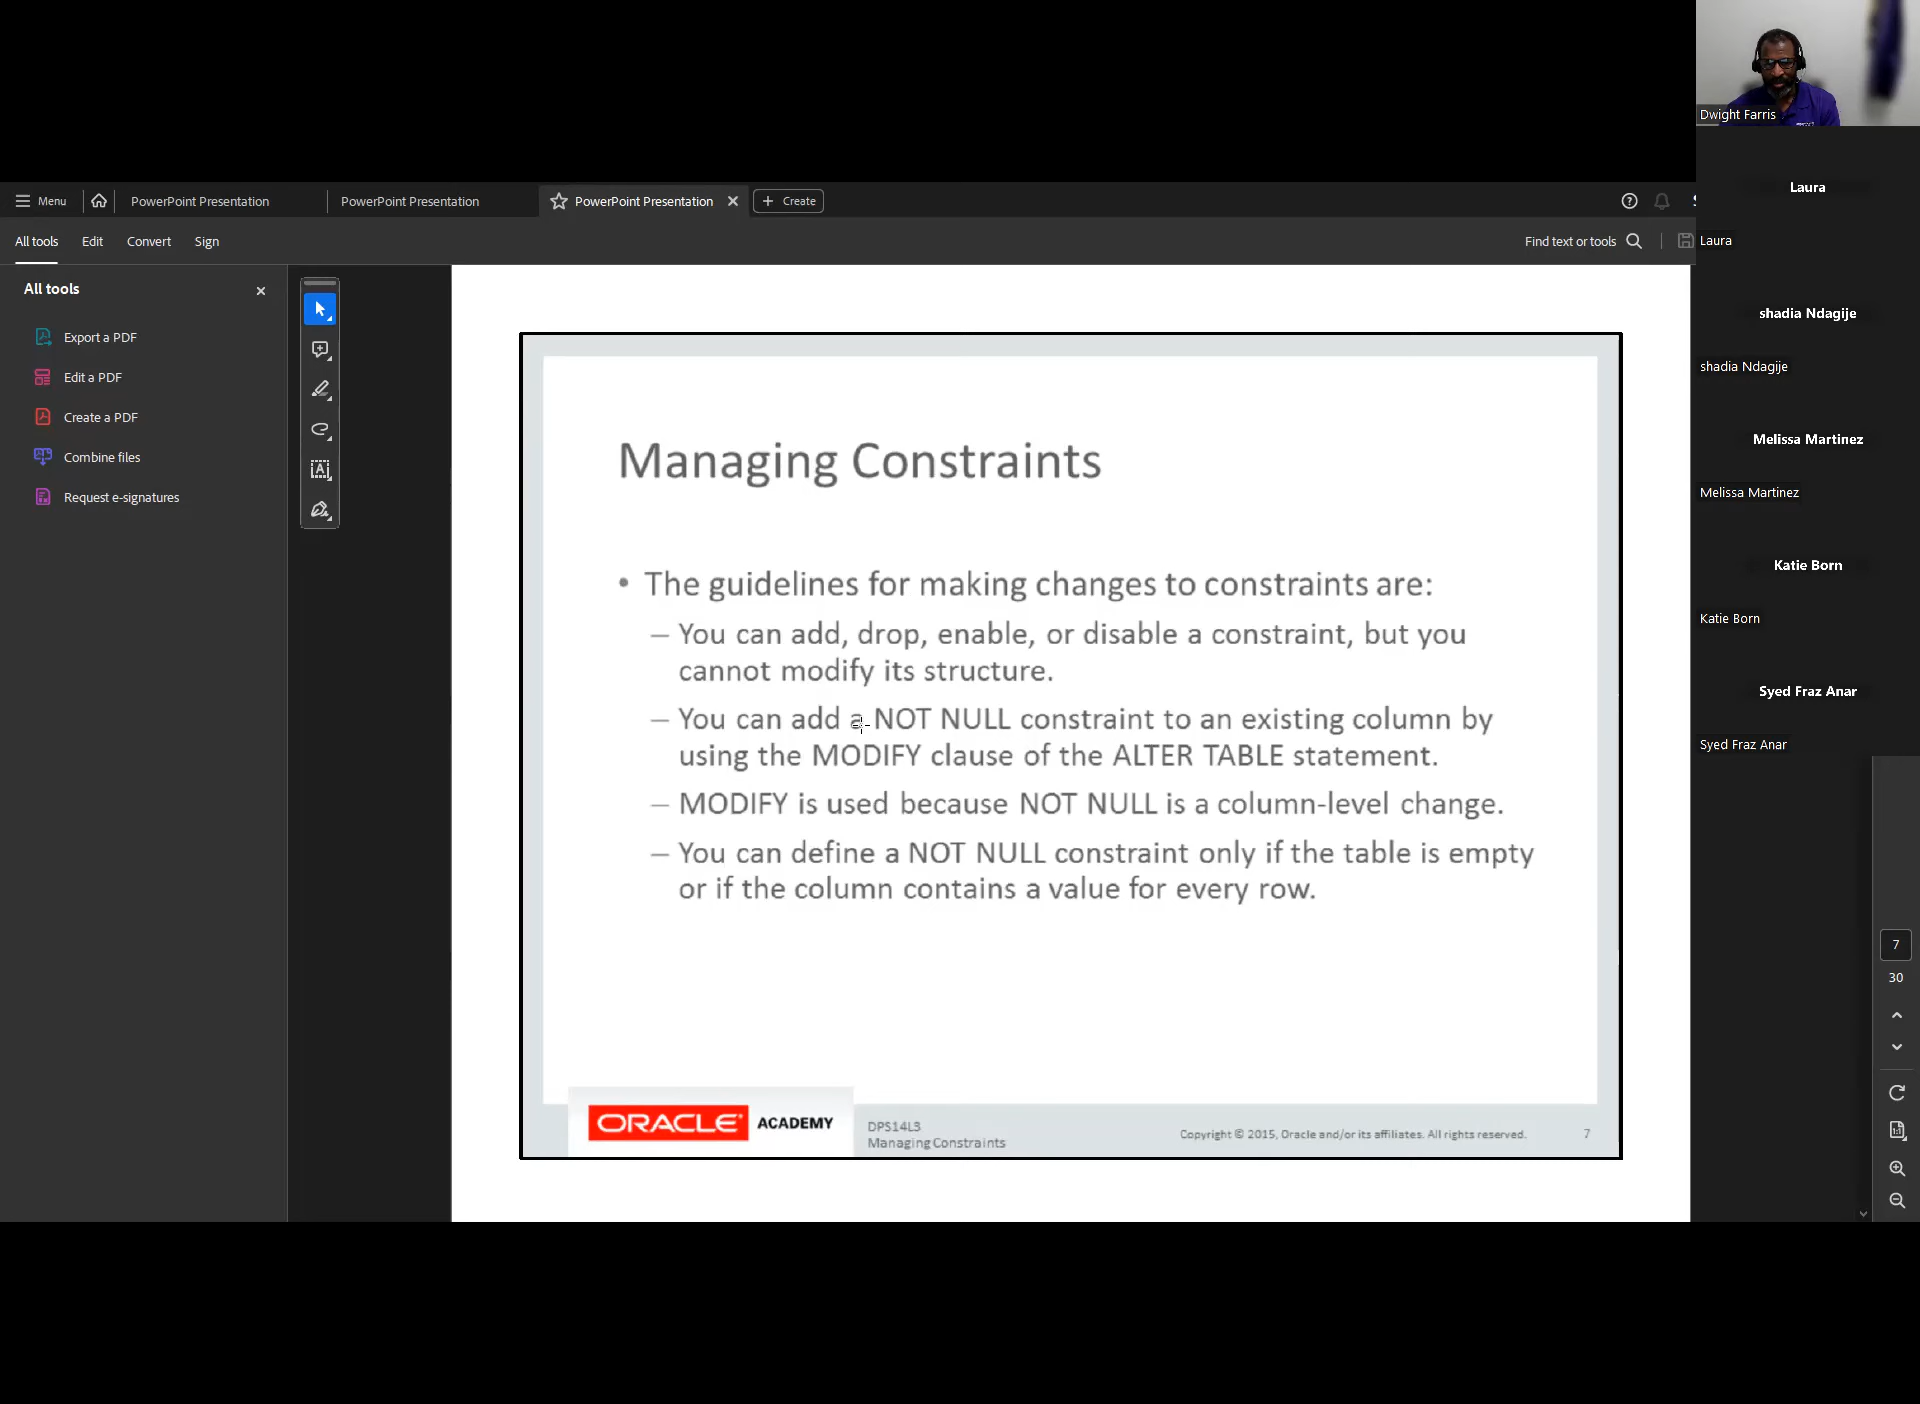 Dwight Farris
Menu
PowerPoint Presentation
PowerPoint Presentation
PowerPoint Presentation
Create
All tools
Edit
Convert
Sign
Find text or tools
Laura
Laura
shadia Ndagije
shadia Ndagije
Melissa Martinez
Melissa Martinez
Katie Born
Katie Born
Syed Fraz Anar
Syed Fraz Anar
All tools
Export a PDF
Edit a PDF
Create a PDF
Combine files
Request e-signatures
Managing Constraints
• The guidelines for making changes to constraints are:
– You can add, drop, enable, or disable a constraint, but you
cannot modify its structure.
– You can add a NOT NULL constraint to an existing column by
using the MODIFY clause of the ALTER TABLE statement.
– MODIFY is used because NOT NULL is a column-level change.
– You can define a NOT NULL constraint only if the table is empty
or if the column contains a value for every row.
ORACLE ACADEMY
DPS14L3
Managing Constraints
Copyright © 2015, Oracle and/or its affiliates. All rights reserved.
7
7
30